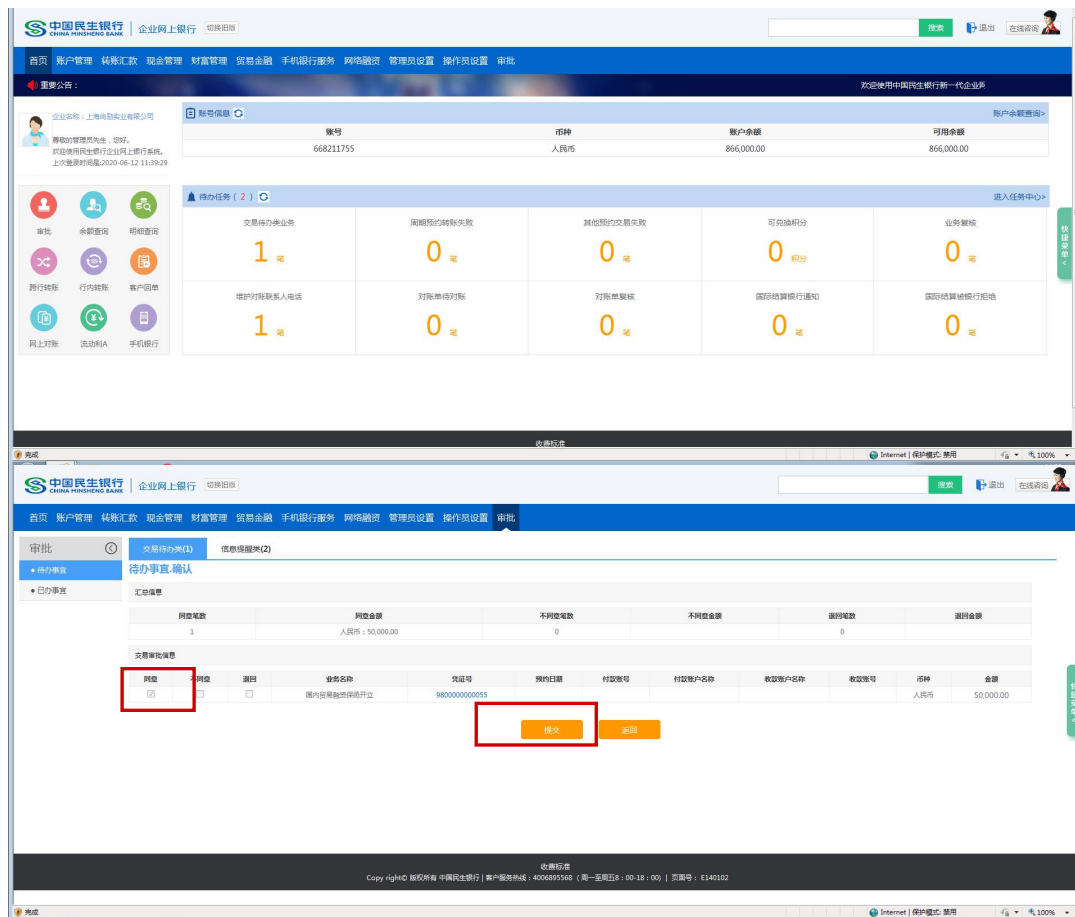 中国民生银行 企业网上银行 切换旧版 搜索 退出 在线咨询
CHINA MINSHENG BANK
首页 账户管理 转账汇款 现金管理 财富管理 贸易金融 手机银行服务 网络融资 管理员设置 操作员设置 审批
重要公告： 欢迎使用中国民生银行新一代企业网
企业名称：上海尚勋实业有限公司
尊敬的管理员先生，您好。
欢迎使用民生银行企业网上银行系统。
上次登录时间是:2020-06-12 11:39:29
账号信息 账户余额查询>
账号 币种 账户余额 可用余额
668211755 人民币 866,000.00 866,000.00
审批 余额查询 明细查询
跨行转账 行内转账 客户回单
网上对账 流动利A 手机银行
待办任务 ( 2 ) 进入任务中心>
交易待办类业务 周期预约转账失败 其他预约交易失败 可兑换积分 业务复核
1 笔 0 笔 0 笔 0 积分 0 笔
维护对账联系人电话 对账单待对账 对账单复核 国际结算银行通知 国际结算被银行拒绝
1 笔 0 笔 0 笔 0 笔 0 笔
快捷菜单<
收费标准
完成 Internet | 保护模式: 禁用 100%
中国民生银行 企业网上银行 切换旧版 搜索 退出 在线咨询
CHINA MINSHENG BANK
首页 账户管理 转账汇款 现金管理 财富管理 贸易金融 手机银行服务 网络融资 管理员设置 操作员设置 审批
审批 交易待办类(1) 信息提醒类(2)
待办事宜
已办事宜
待办事宜.确认
汇总信息
同意笔数 同意金额 不同意笔数 不同意金额 退回笔数 退回金额
1 人民币：50,000.00 0 0
交易审批信息
同意 不同意 退回 业务名称 凭证号 预约日期 付款账号 付款账户名称 收款账户名称 收款账号 币种 金额
国内贸易融资保函开立 9800000000055 人民币 50,000.00
提交 返回
快捷菜单<
收费标准
Copy right© 版权所有 中国民生银行 | 客户服务热线：4006895568 （周一至周五8：00-18：00） | 页面号： E140102
完成 Internet | 保护模式: 禁用 100%